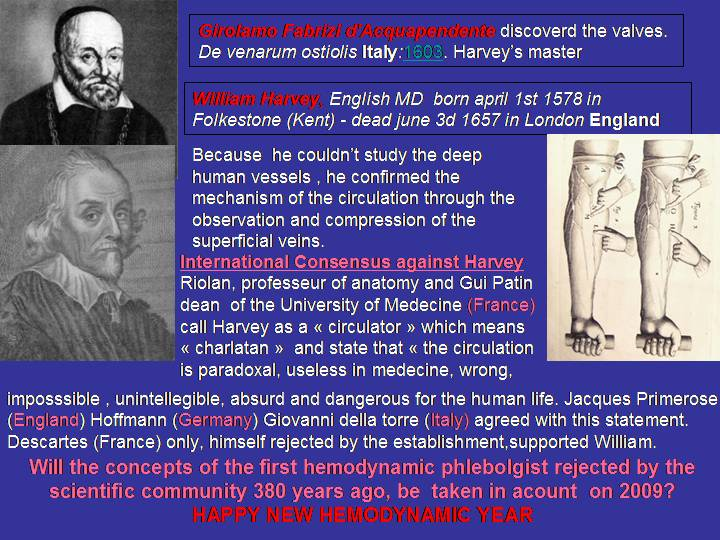 Girolamo Fabrizi d'Acquapendente discoverd the valves.
De venarum ostiolis Italy:1603. Harvey's master
William Harvey, English MD born april 1st 1578 in
Folkestone (Kent) - dead june 3d 1657 in London England
Because he couldn't study the deep
human vessels , he confirmed the
mechanism of the circulation through the
observation and compression of the
superficial veins.
International Consensus against Harvey
Riolan, professeur of anatomy and Gui Patin
dean of the University of Medecine (France)
call Harvey as a « circulator » which means
« charlatan » and state that « the circulation
is paradoxal, useless in medecine, wrong,
imposssible , unintellegible, absurd and dangerous for the human life. Jacques Primerose
(England) Hoffmann (Germany) Giovanni della torre (Italy) agreed with this statement.
Descartes (France) only, himself rejected by the establishment,supported William.
Will the concepts of the first hemodynamic phlebolgist rejected by the
scientific community 380 years ago, be taken in acount on 2009?
HAPPY NEW HEMODYNAMIC YEAR